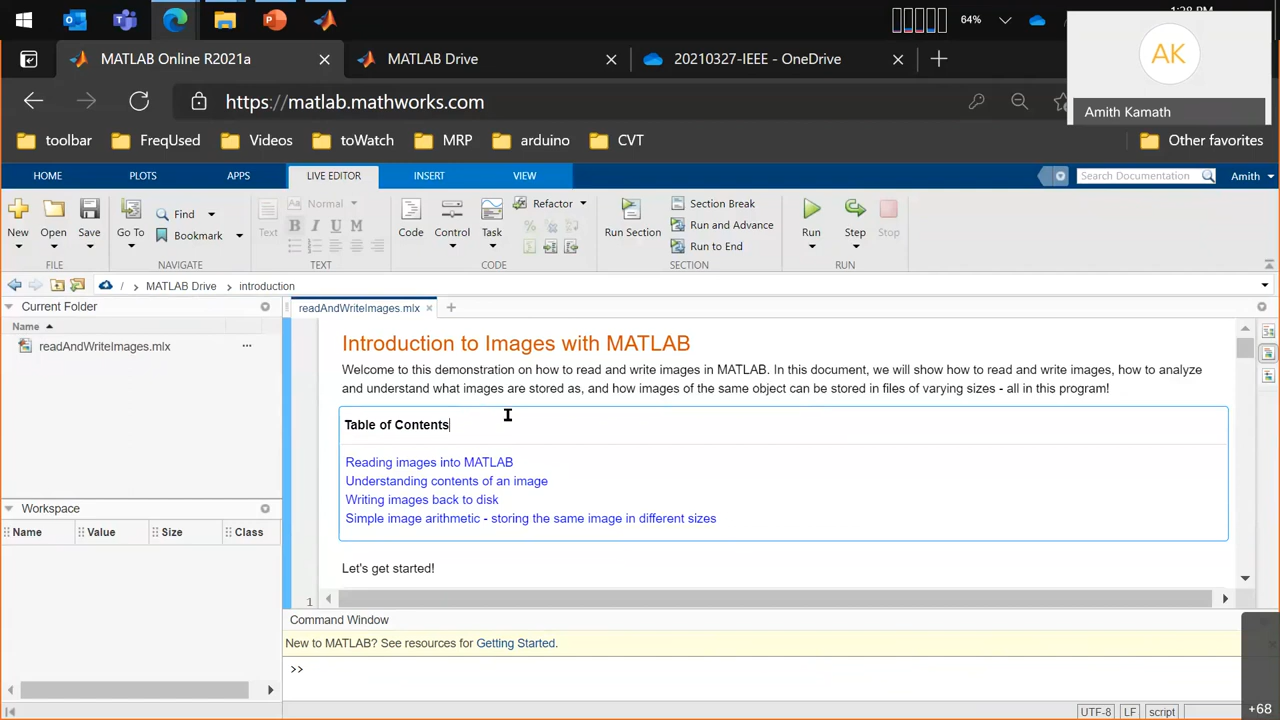 64%
MATLAB Online R2021a
MATLAB Drive
20210327-IEEE - OneDrive
AK
Amith Kamath
https://matlab.mathworks.com
toolbar
FreqUsed
Videos
toWatch
MRP
arduino
CVT
Other favorites
HOME
PLOTS
APPS
LIVE EDITOR
INSERT
VIEW
Search Documentation
Amith
New
Open
Save
FILE
Go To
Find
Bookmark
NAVIGATE
Text
Aa Normal
B I U M
TEXT
Code
Control
Task
Refactor
CODE
Run Section
Section Break
Run and Advance
Run to End
SECTION
Run
Step
Stop
RUN
/ MATLAB Drive introduction
Current Folder
Name
readAndWriteImages.mlx
Workspace
Name Value Size Class
readAndWriteImages.mlx
Introduction to Images with MATLAB
Welcome to this demonstration on how to read and write images in MATLAB. In this document, we will show how to read and write images, how to analyze
and understand what images are stored as, and how images of the same object can be stored in files of varying sizes - all in this program!
Table of Contents
Reading images into MATLAB
Understanding contents of an image
Writing images back to disk
Simple image arithmetic - storing the same image in different sizes
Let's get started!
1
Command Window
New to MATLAB? See resources for Getting Started.
>>
UTF-8 LF script
+68